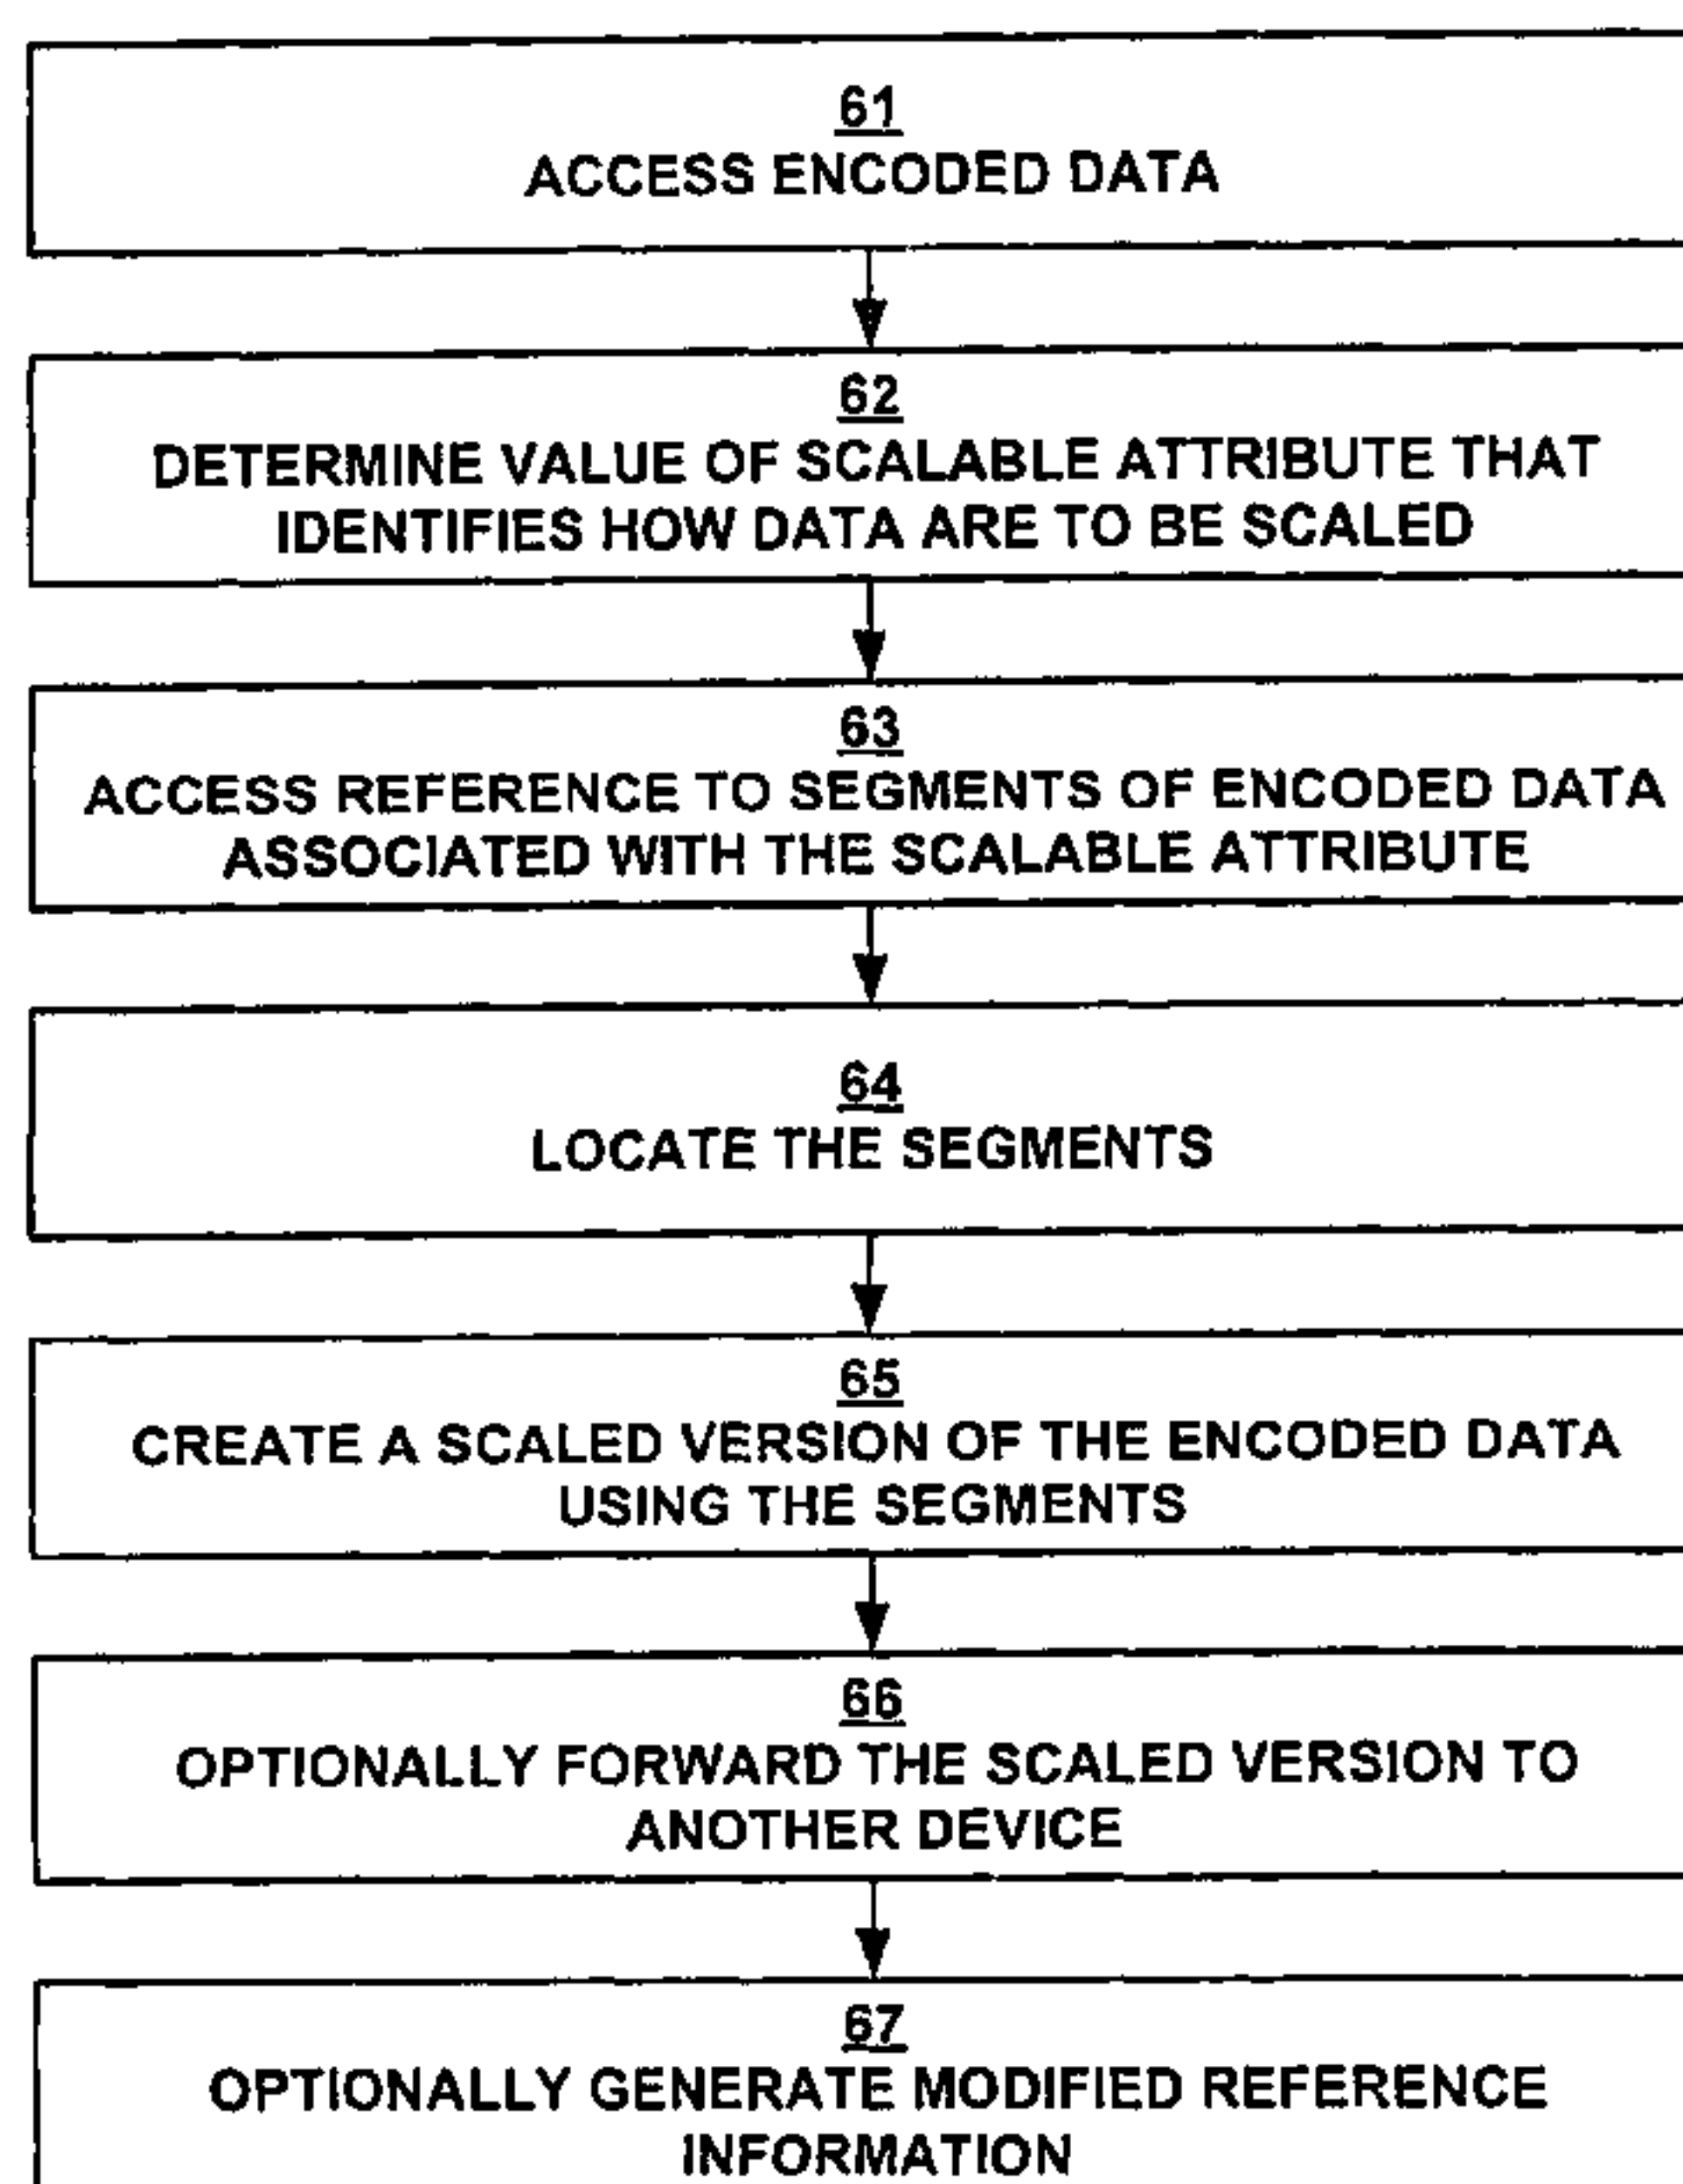 61
ACCESS ENCODED DATA
62
DETERMINE VALUE OF SCALABLE ATTRIBUTE THAT
IDENTIFIES HOW DATA ARE TO BE SCALED
63
ACCESS REFERENCE TO SEGMENTS OF ENCODED DATA
ASSOCIATED WITH THE SCALABLE ATTRIBUTE
64
LOCATE THE SEGMENTS
65
CREATE A SCALED VERSION OF THE ENCODED DATA
USING THE SEGMENTS
66
OPTIONALLY FORWARD THE SCALED VERSION TO
ANOTHER DEVICE
67
OPTIONALLY GENERATE MODIFIED REFERENCE
INFORMATION